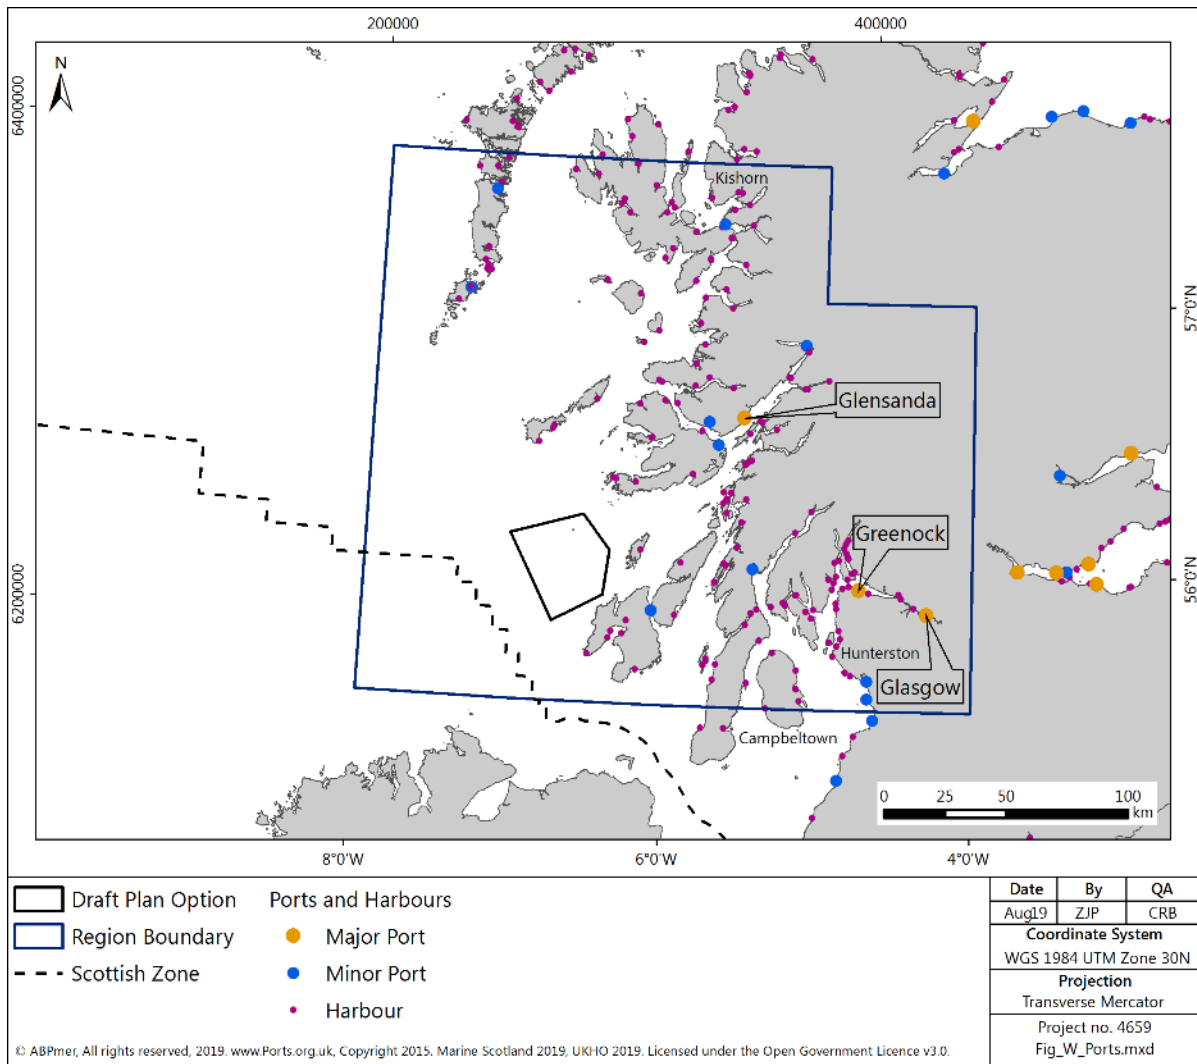 200000
400000
N
6400000
6200000
57°0'N
56°0'N
Kishorn
Glensanda
Greenock
Hunterston
Glasgow
Campbeltown
0 25 50 100
km
8°0'W
6°0'W
4°0'W
Draft Plan Option
Region Boundary
Scottish Zone
Ports and Harbours
Major Port
Minor Port
Harbour
Date By QA
Aug19 ZJP CRB
Coordinate System
WGS 1984 UTM Zone 30N
Projection
Transverse Mercator
Project no. 4659
Fig_W_Ports.mxd
© ABPmer, All rights reserved, 2019. www.Ports.org.uk, Copyright 2015. Marine Scotland 2019, UKHO 2019. Licensed under the Open Government Licence v3.0.